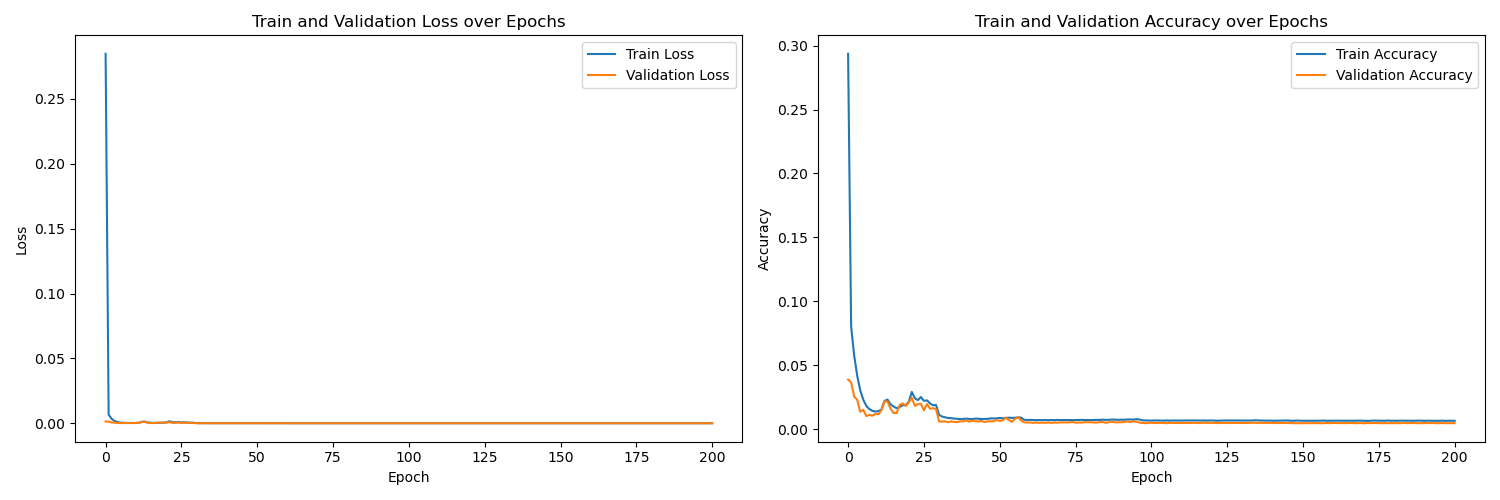 Train and Validation Loss over Epochs
Train Loss
Validation Loss
0.25
0.20
0.15
0.10
0.05
0.00
Loss
0 25 50 75 100 125 150 175 200
Epoch
Train and Validation Accuracy over Epochs
Train Accuracy
Validation Accuracy
0.30
0.25
0.20
0.15
0.10
0.05
0.00
Accuracy
0 25 50 75 100 125 150 175 200
Epoch